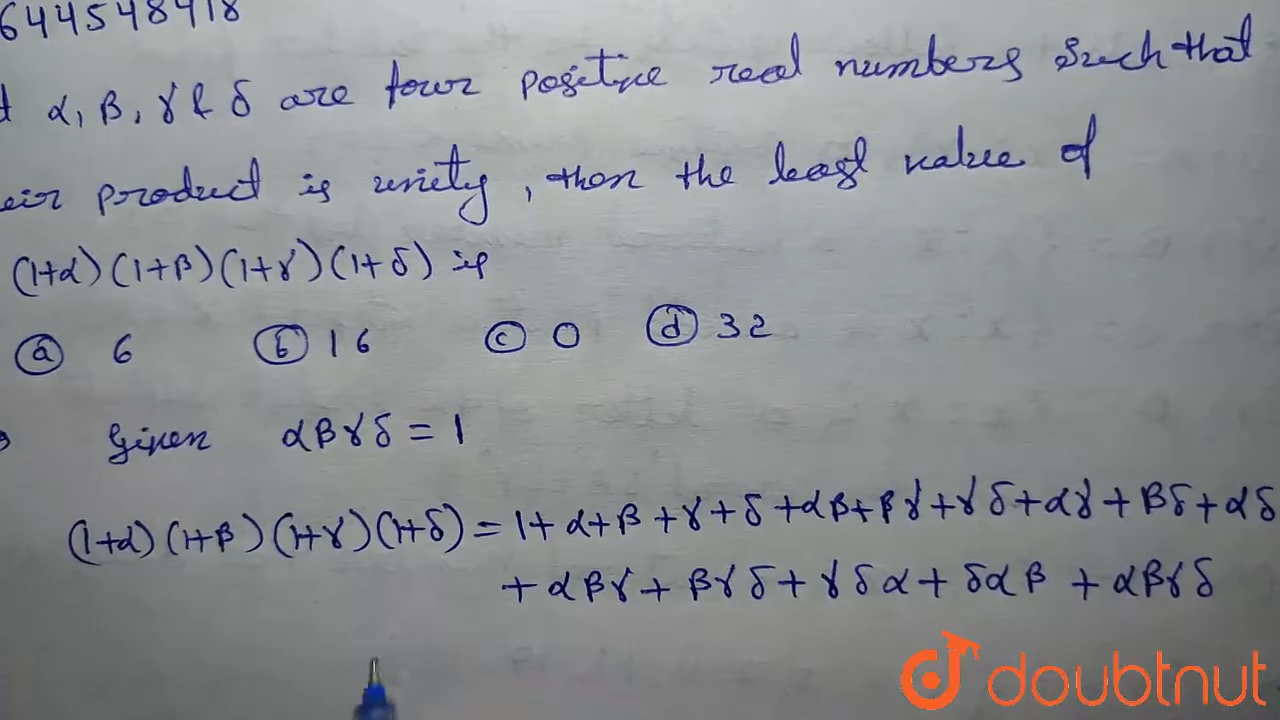 644548418
α, β, γ & δ are four positive real numbers such that
product is uniety, then the least value of
(1+α)(1+β)(1+γ)(1+δ) is
(a) 6 (b) 16 (c) 0 (d) 32
Given αβγδ = 1
(1+α)(1+β)(1+γ)(1+δ) = 1+α+β+γ+δ+αβ+βγ+γδ+αγ+βδ+αδ
+αβγ+βγδ+γδα+δαβ+αβγδ
doubtnut